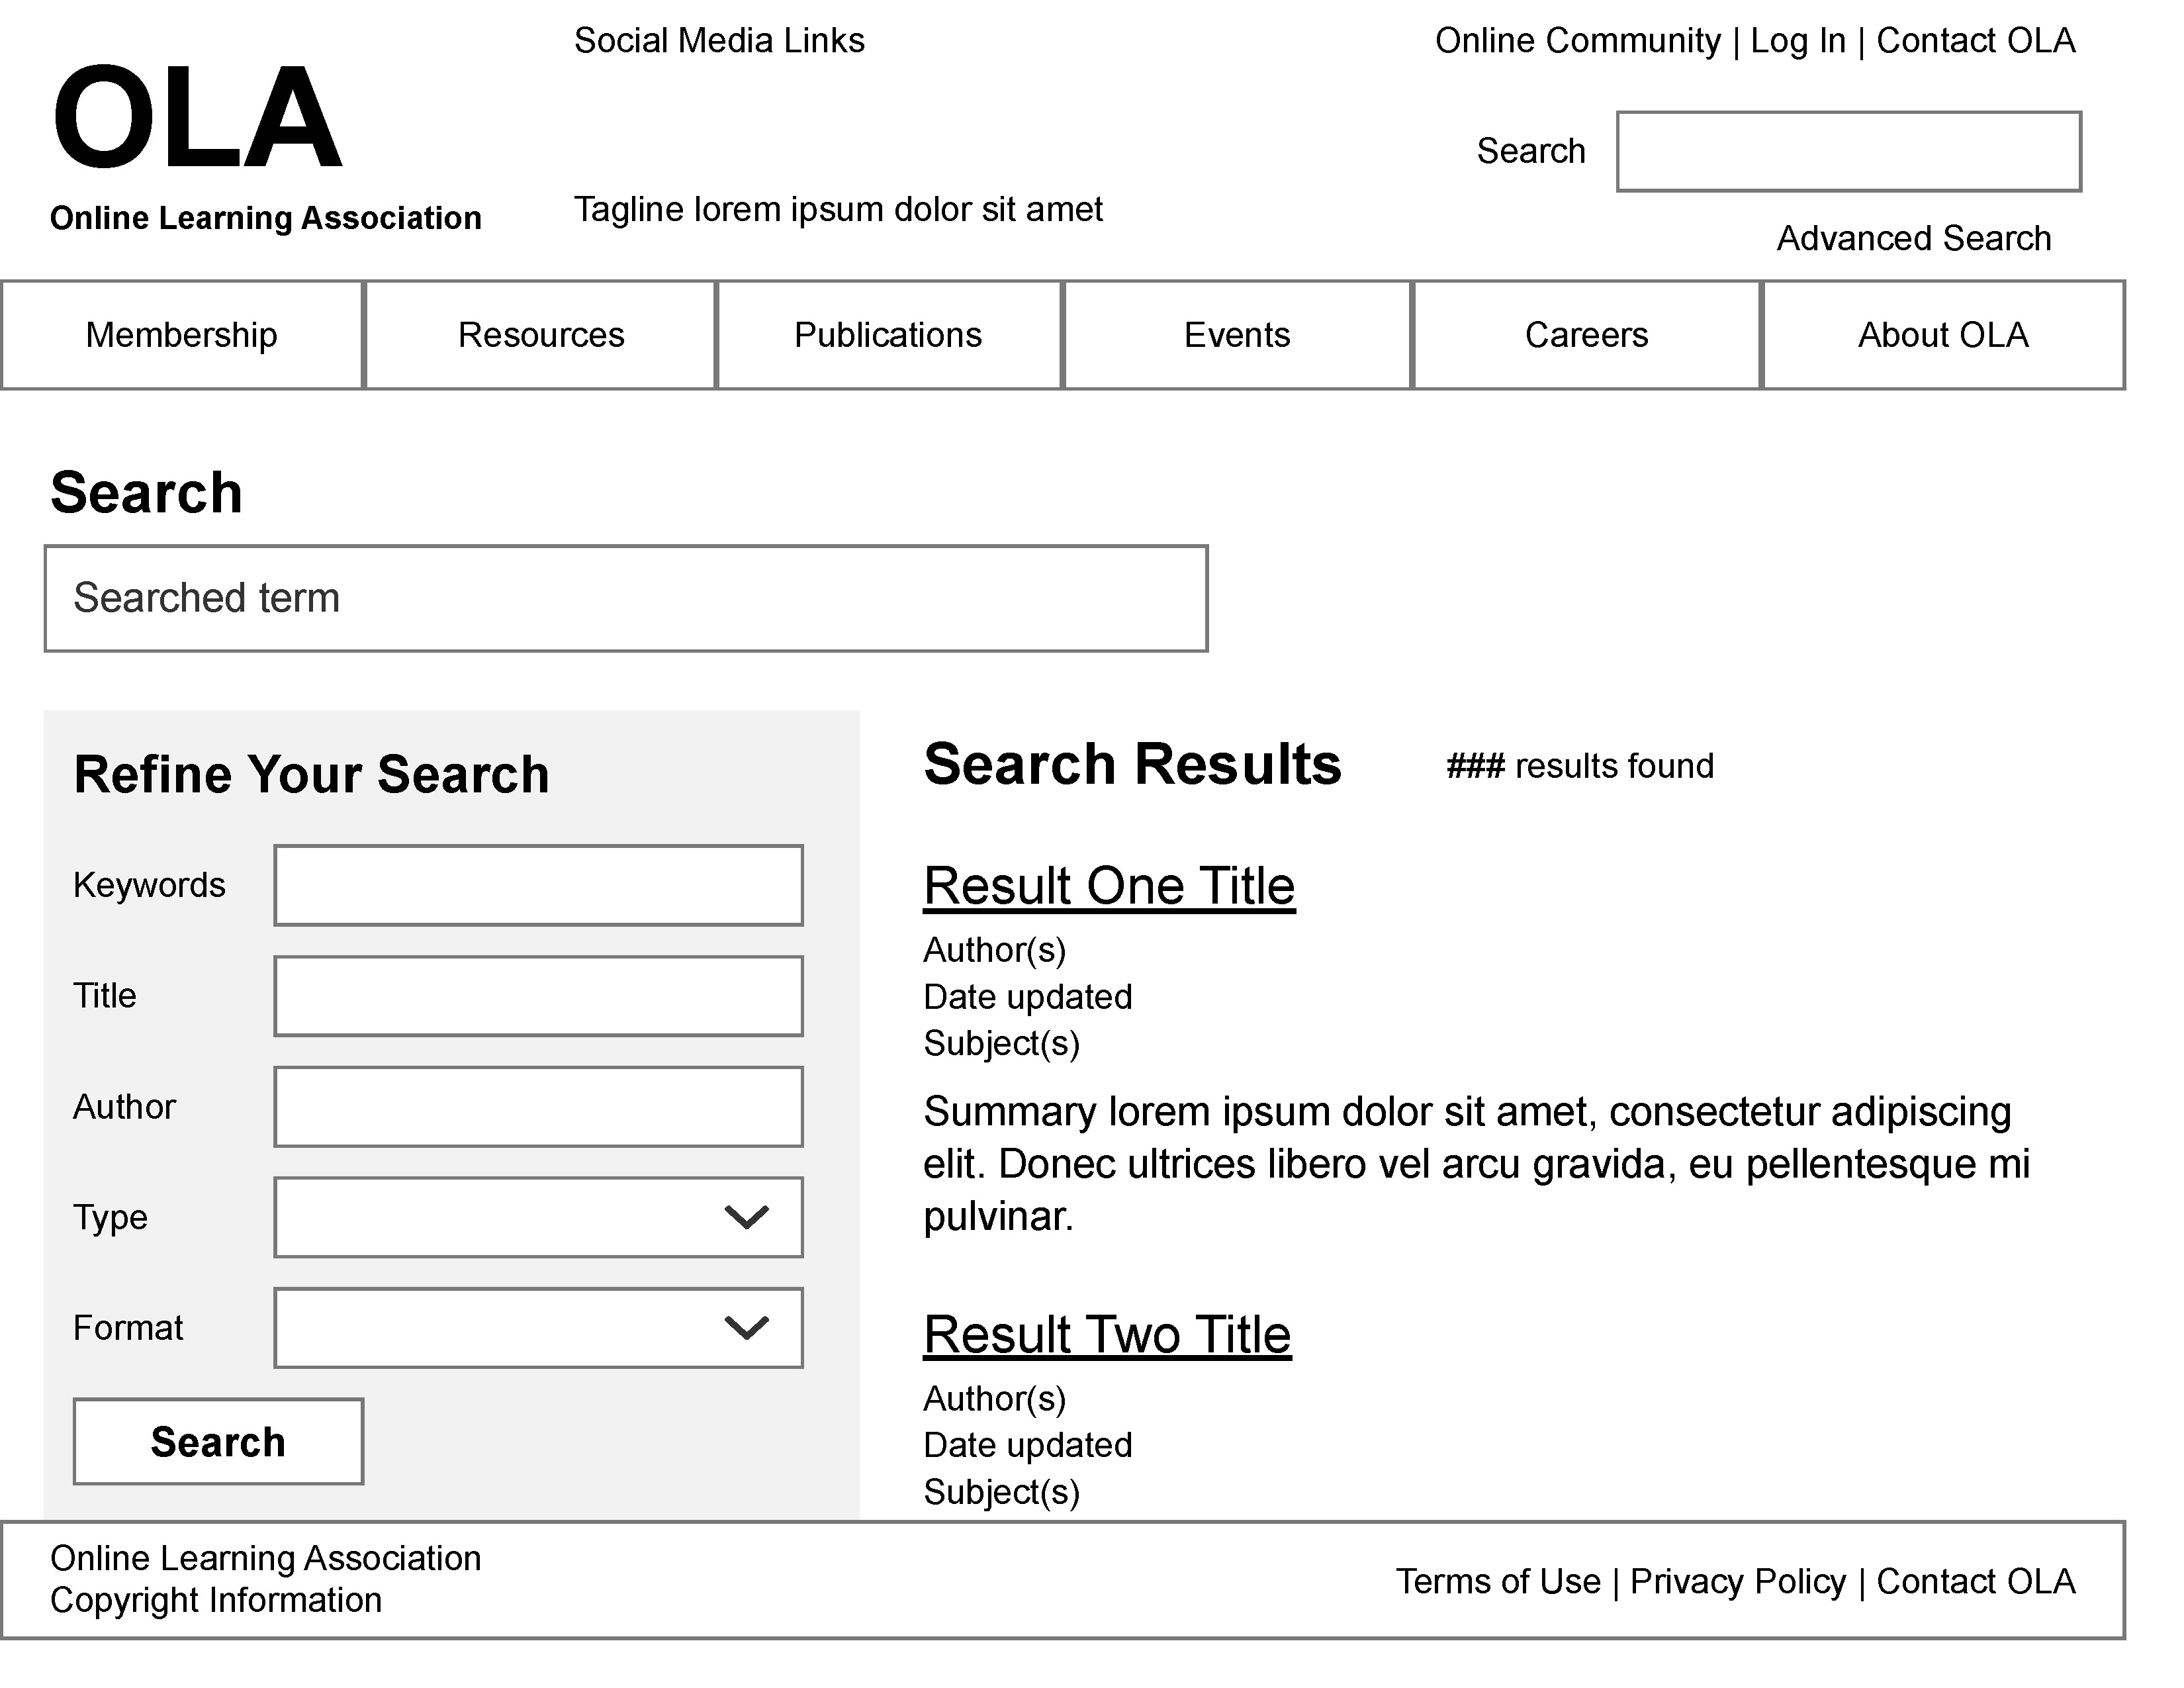 Social Media Links
Online Community | Log In | Contact OLA
OLA
Search
Online Learning Association
Tagline lorem ipsum dolor sit amet
Advanced Search
Membership
Resources
Publications
Events
Careers
About OLA
Search
Searched term
Refine Your Search
Keywords
Title
Author
Type
Format
Search
Search Results
### results found
Result One Title
Author(s)
Date updated
Subject(s)
Summary lorem ipsum dolor sit amet, consectetur adipiscing
elit. Donec ultrices libero vel arcu gravida, eu pellentesque mi
pulvinar.
Result Two Title
Author(s)
Date updated
Subject(s)
Online Learning Association
Copyright Information
Terms of Use | Privacy Policy | Contact OLA